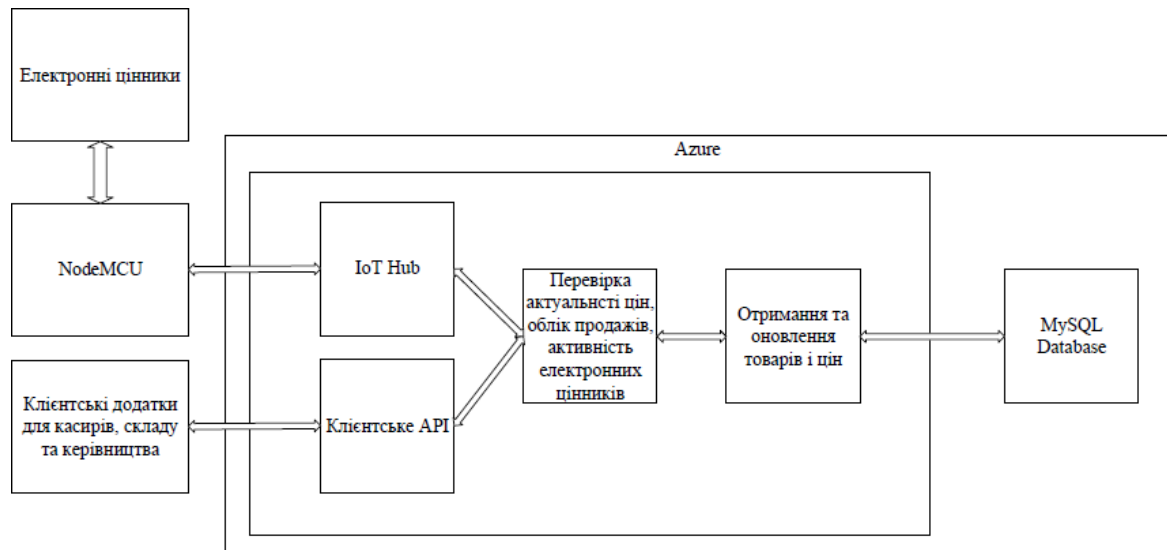 Електронні цінники
Azure
NodeMCU
IoT Hub
Перевірка
актуальнсті цін,
облік продажів,
активність
електронних
цінників
Отримання та
оновлення
товарів і цін
MySQL
Database
Клієнтські додатки
для касирів, складу
та керівництва
Клієнтське API